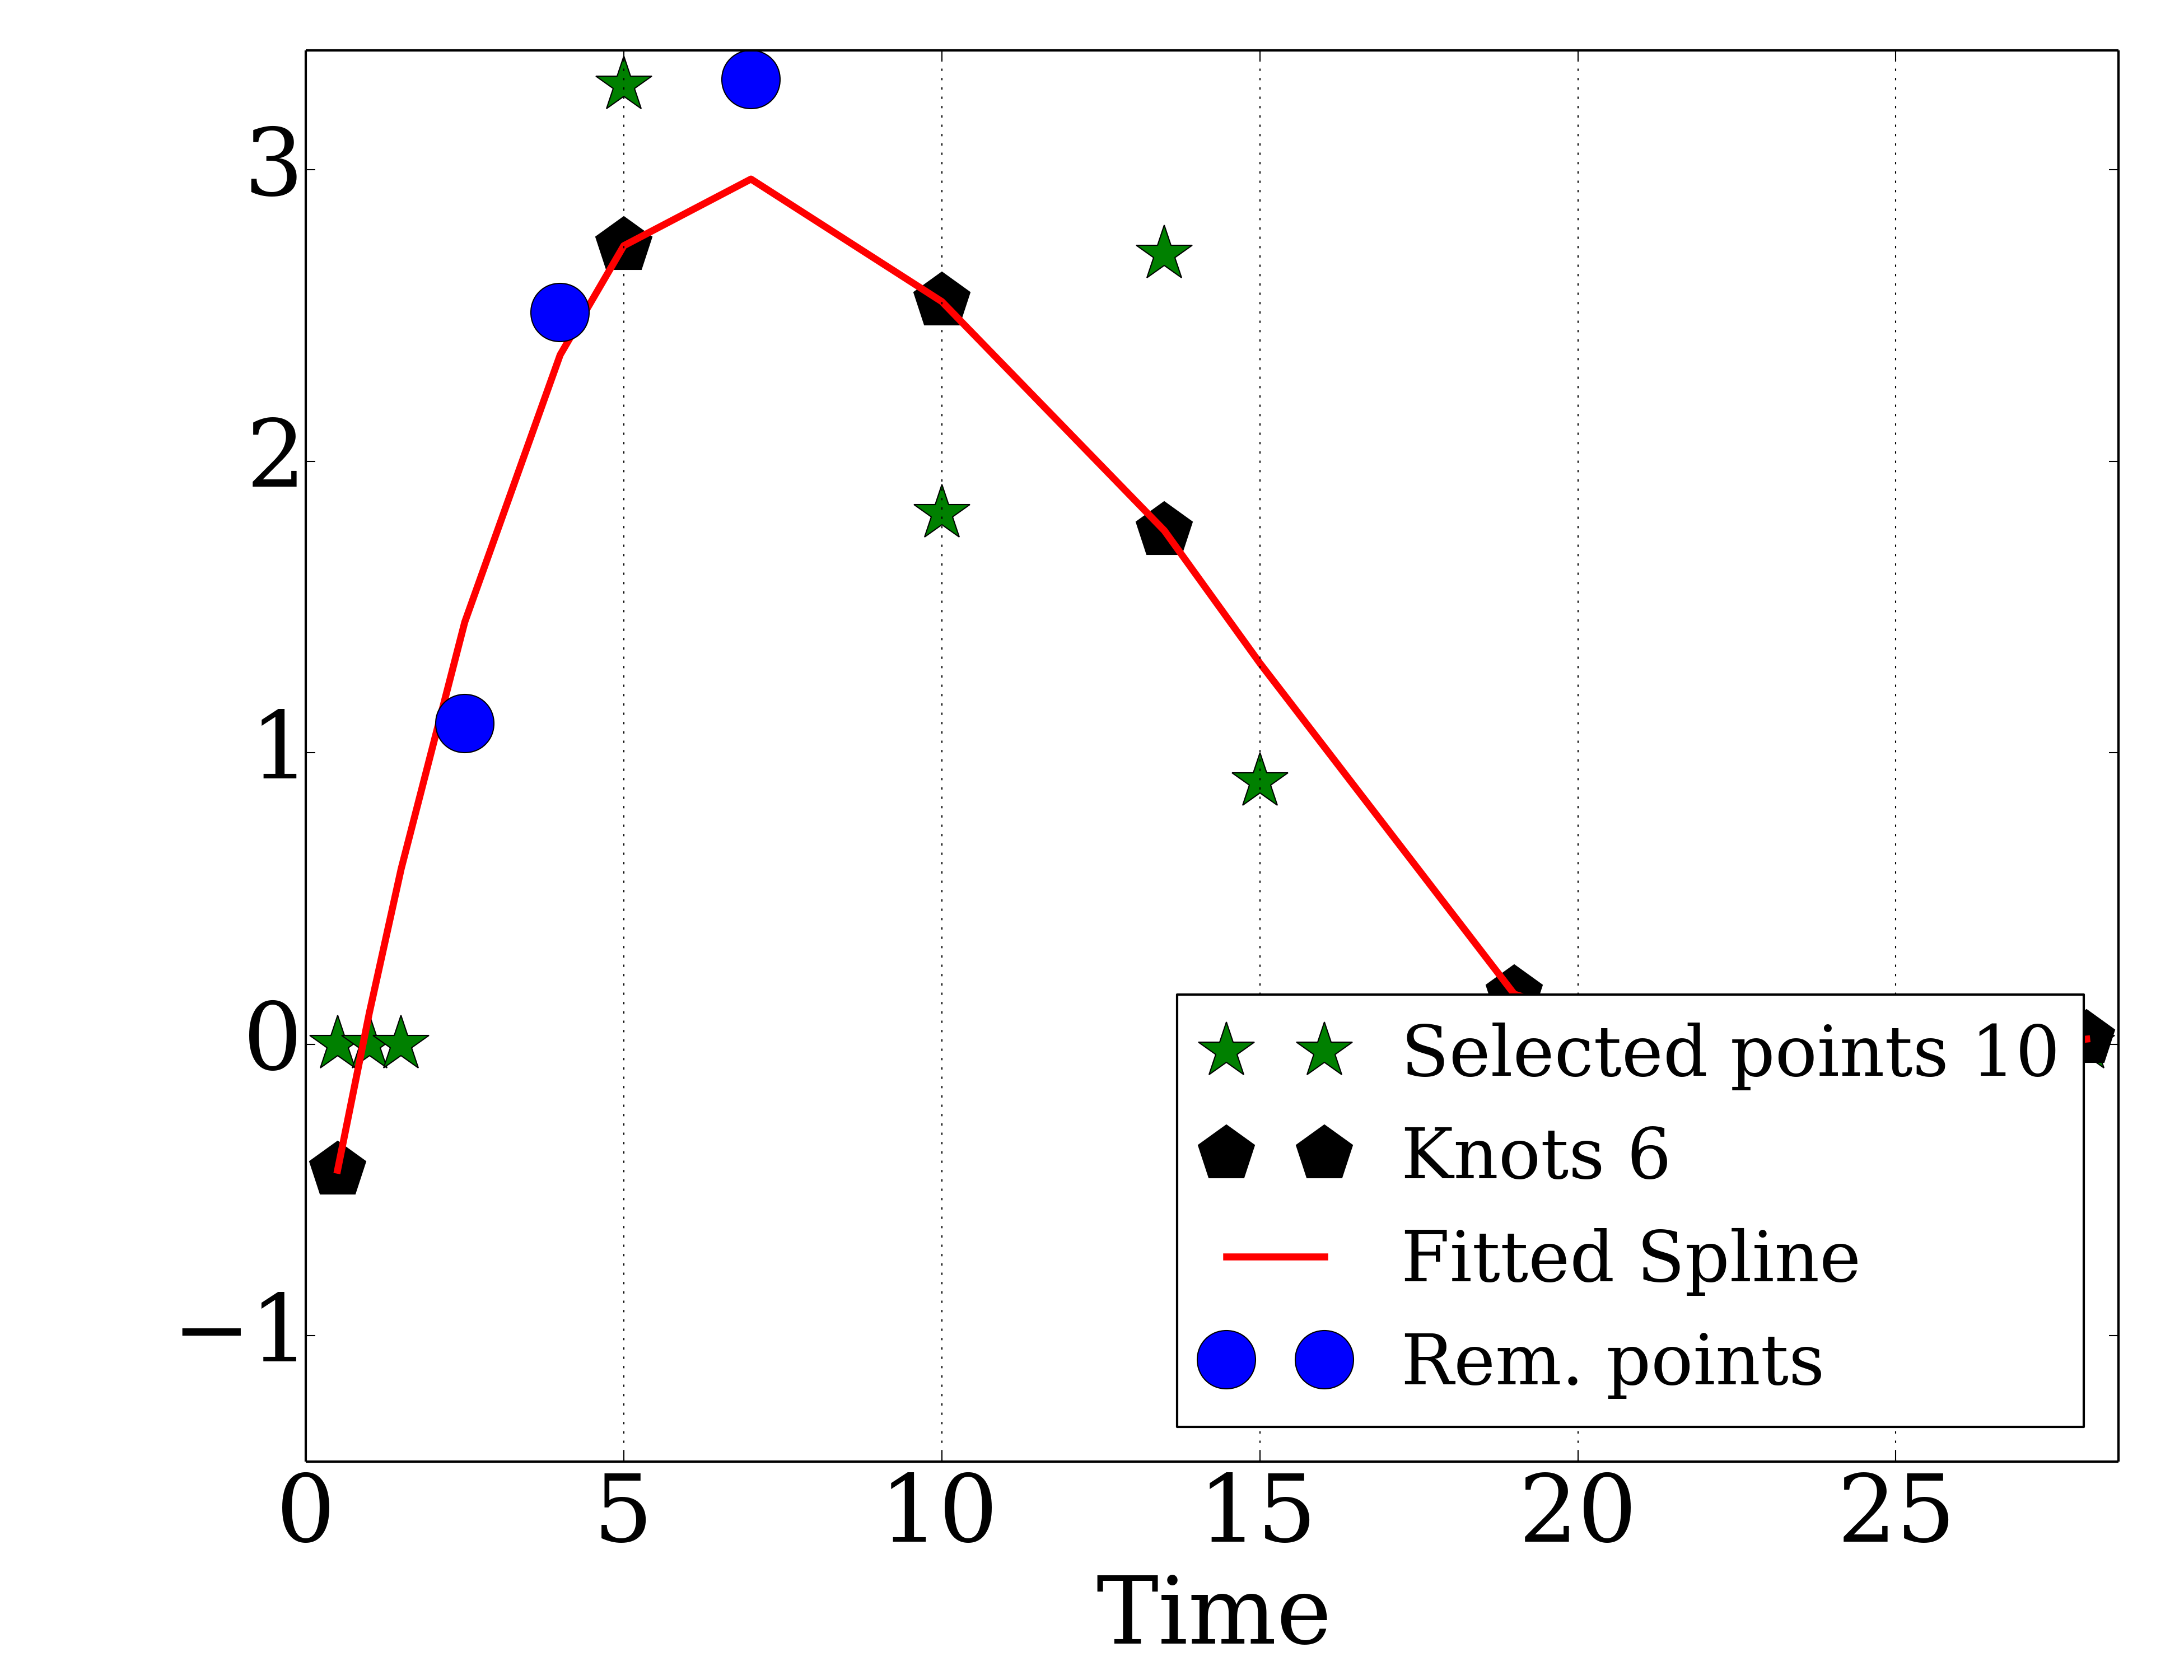 3
2
1
0
−1
Selected points 10
Knots 6
Fitted Spline
Rem. points
0 5 10 15 20 25
Time